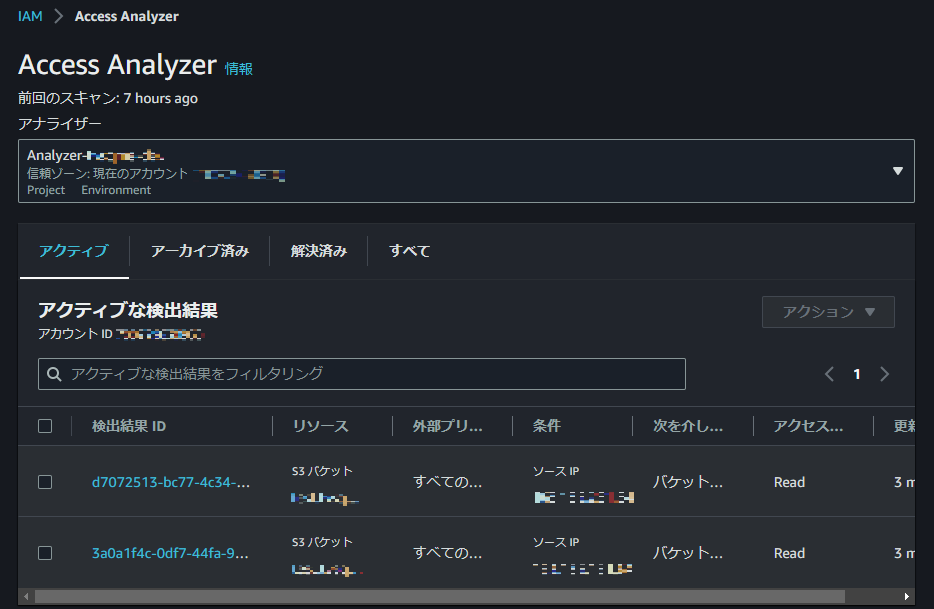 IAM > Access Analyzer
Access Analyzer 情報
前回のスキャン: 7 hours ago
アナライザー
Analyzer-
信頼ゾーン: 現在のアカウント
Project Environment
アクティブ アーカイブ済み 解決済み すべて
アクティブな検出結果
アクション
アカウント ID
アクティブな検出結果をフィルタリング
1
検出結果 ID リソース 外部プリ... 条件 次を介し... アクセス... 更新
S3 バケット ソース IP
d7072513-bc77-4c34-... すべての... バケット... Read 3 m
S3 バケット ソース IP
3a0a1f4c-0df7-44fa-9... すべての... バケット... Read 3 m